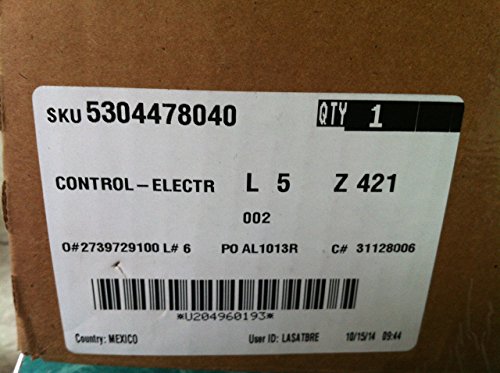 SKU 5304478040 QTY 1
CONTROL-ELECTR L 5 Z 421
002
O#2739729100 L# 6 PO AL1013R C# 31128006
*U204960193*
Country: MEXICO User ID: LASATBRE 10/15/14 09:44